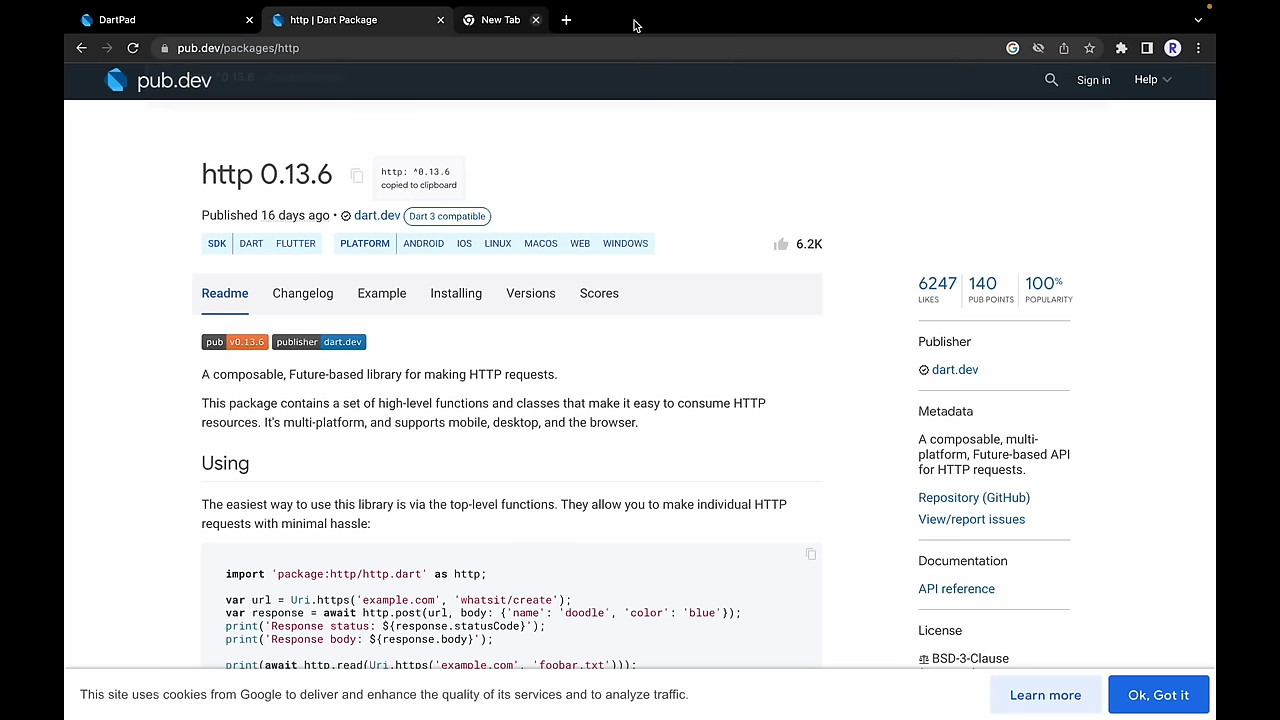 DartPad
http | Dart Package
New Tab
pub.dev/packages/http
R
pub.dev
Sign in
Help
http 0.13.6
http: ^0.13.6
copied to clipboard
Published 16 days ago • dart.dev Dart 3 compatible
SDK DART FLUTTER PLATFORM ANDROID IOS LINUX MACOS WEB WINDOWS
6.2K
Readme Changelog Example Installing Versions Scores
pub v0.13.6 publisher dart.dev
A composable, Future-based library for making HTTP requests.
This package contains a set of high-level functions and classes that make it easy to consume HTTP
resources. It's multi-platform, and supports mobile, desktop, and the browser.
Using
The easiest way to use this library is via the top-level functions. They allow you to make individual HTTP
requests with minimal hassle:
import 'package:http/http.dart' as http;
var url = Uri.https('example.com', 'whatsit/create');
var response = await http.post(url, body: {'name': 'doodle', 'color': 'blue'});
print('Response status: ${response.statusCode}');
print('Response body: ${response.body}');
print(await http.read(Uri.https('example.com', 'foobar.txt')));
6247 140 100%
LIKES PUB POINTS POPULARITY
Publisher
dart.dev
Metadata
A composable, multi-
platform, Future-based API
for HTTP requests.
Repository (GitHub)
View/report issues
Documentation
API reference
License
BSD-3-Clause
This site uses cookies from Google to deliver and enhance the quality of its services and to analyze traffic.
Learn more
Ok, Got it